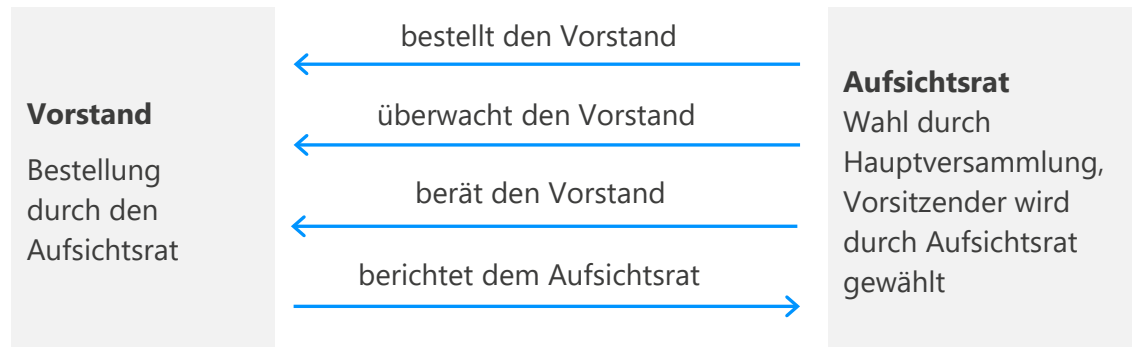 Vorstand
Bestellung
durch den
Aufsichtsrat
bestellt den Vorstand
überwacht den Vorstand
berät den Vorstand
berichtet dem Aufsichtsrat
Aufsichtsrat
Wahl durch
Hauptversammlung,
Vorsitzender wird
durch Aufsichtsrat
gewählt